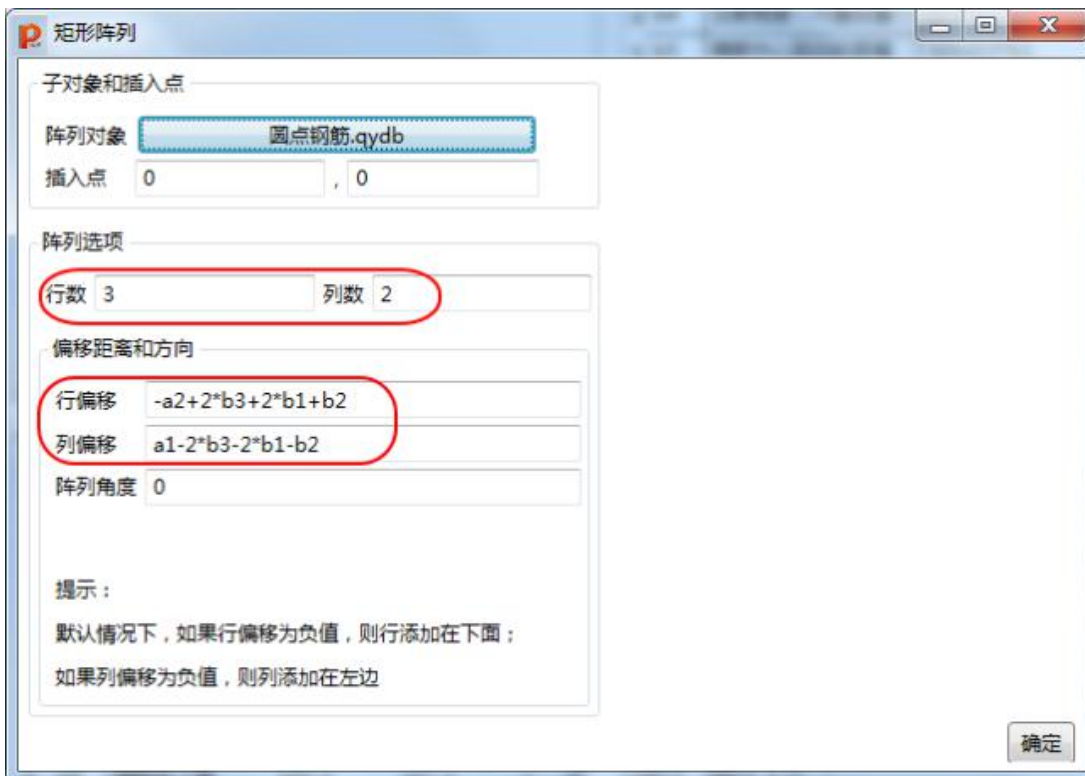 矩形阵列
子对象和插入点
阵列对象 圆点钢筋.qydb
插入点 0 , 0
阵列选项
行数 3 列数 2
偏移距离和方向
行偏移 -a2+2*b3+2*b1+b2
列偏移 a1-2*b3-2*b1-b2
阵列角度 0
提示：
默认情况下，如果行偏移为负值，则行添加在下面；
如果列偏移为负值，则列添加在左边
确定